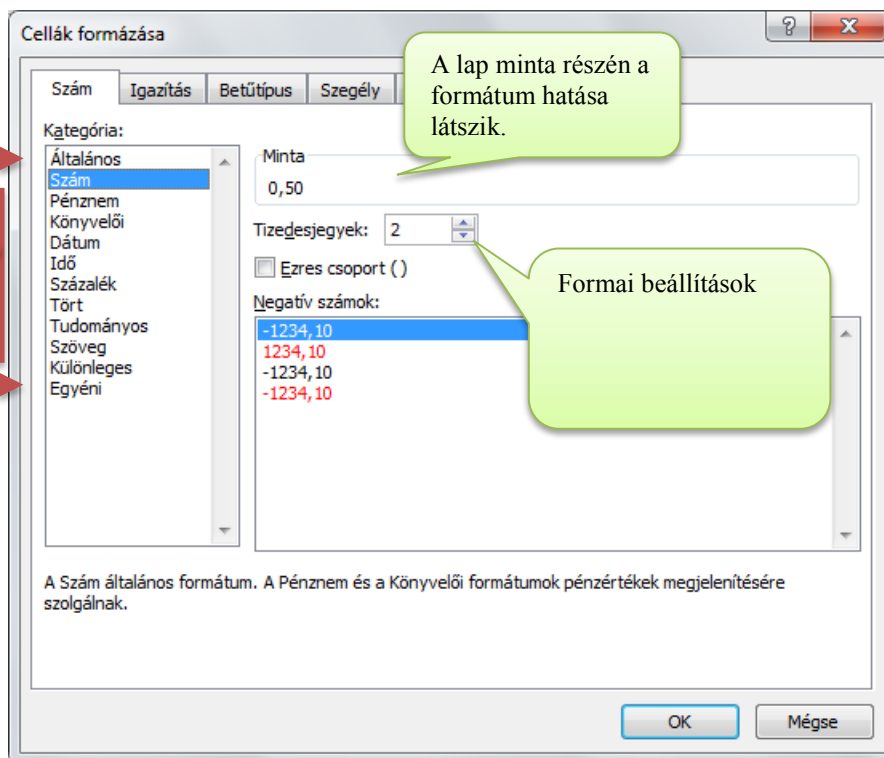 Cellák formázása
Szám Igazítás Betűtípus Szegély
A lap minta részén a
formátum hatása
látszik.
Kategória:
Általános
Szám
Pénznem
Könyvelői
Dátum
Idő
Százalék
Tört
Tudományos
Szöveg
Különleges
Egyéni
Minta
0,50
Tizedesjegyek: 2
Ezres csoport ( )
Negatív számok:
-1234,10
1234,10
-1234,10
-1234,10
Formai beállítások
A Szám általános formátum. A Pénznem és a Könyvelői formátumok pénzértékek megjelenítésére
szolgálnak.
OK Mégse